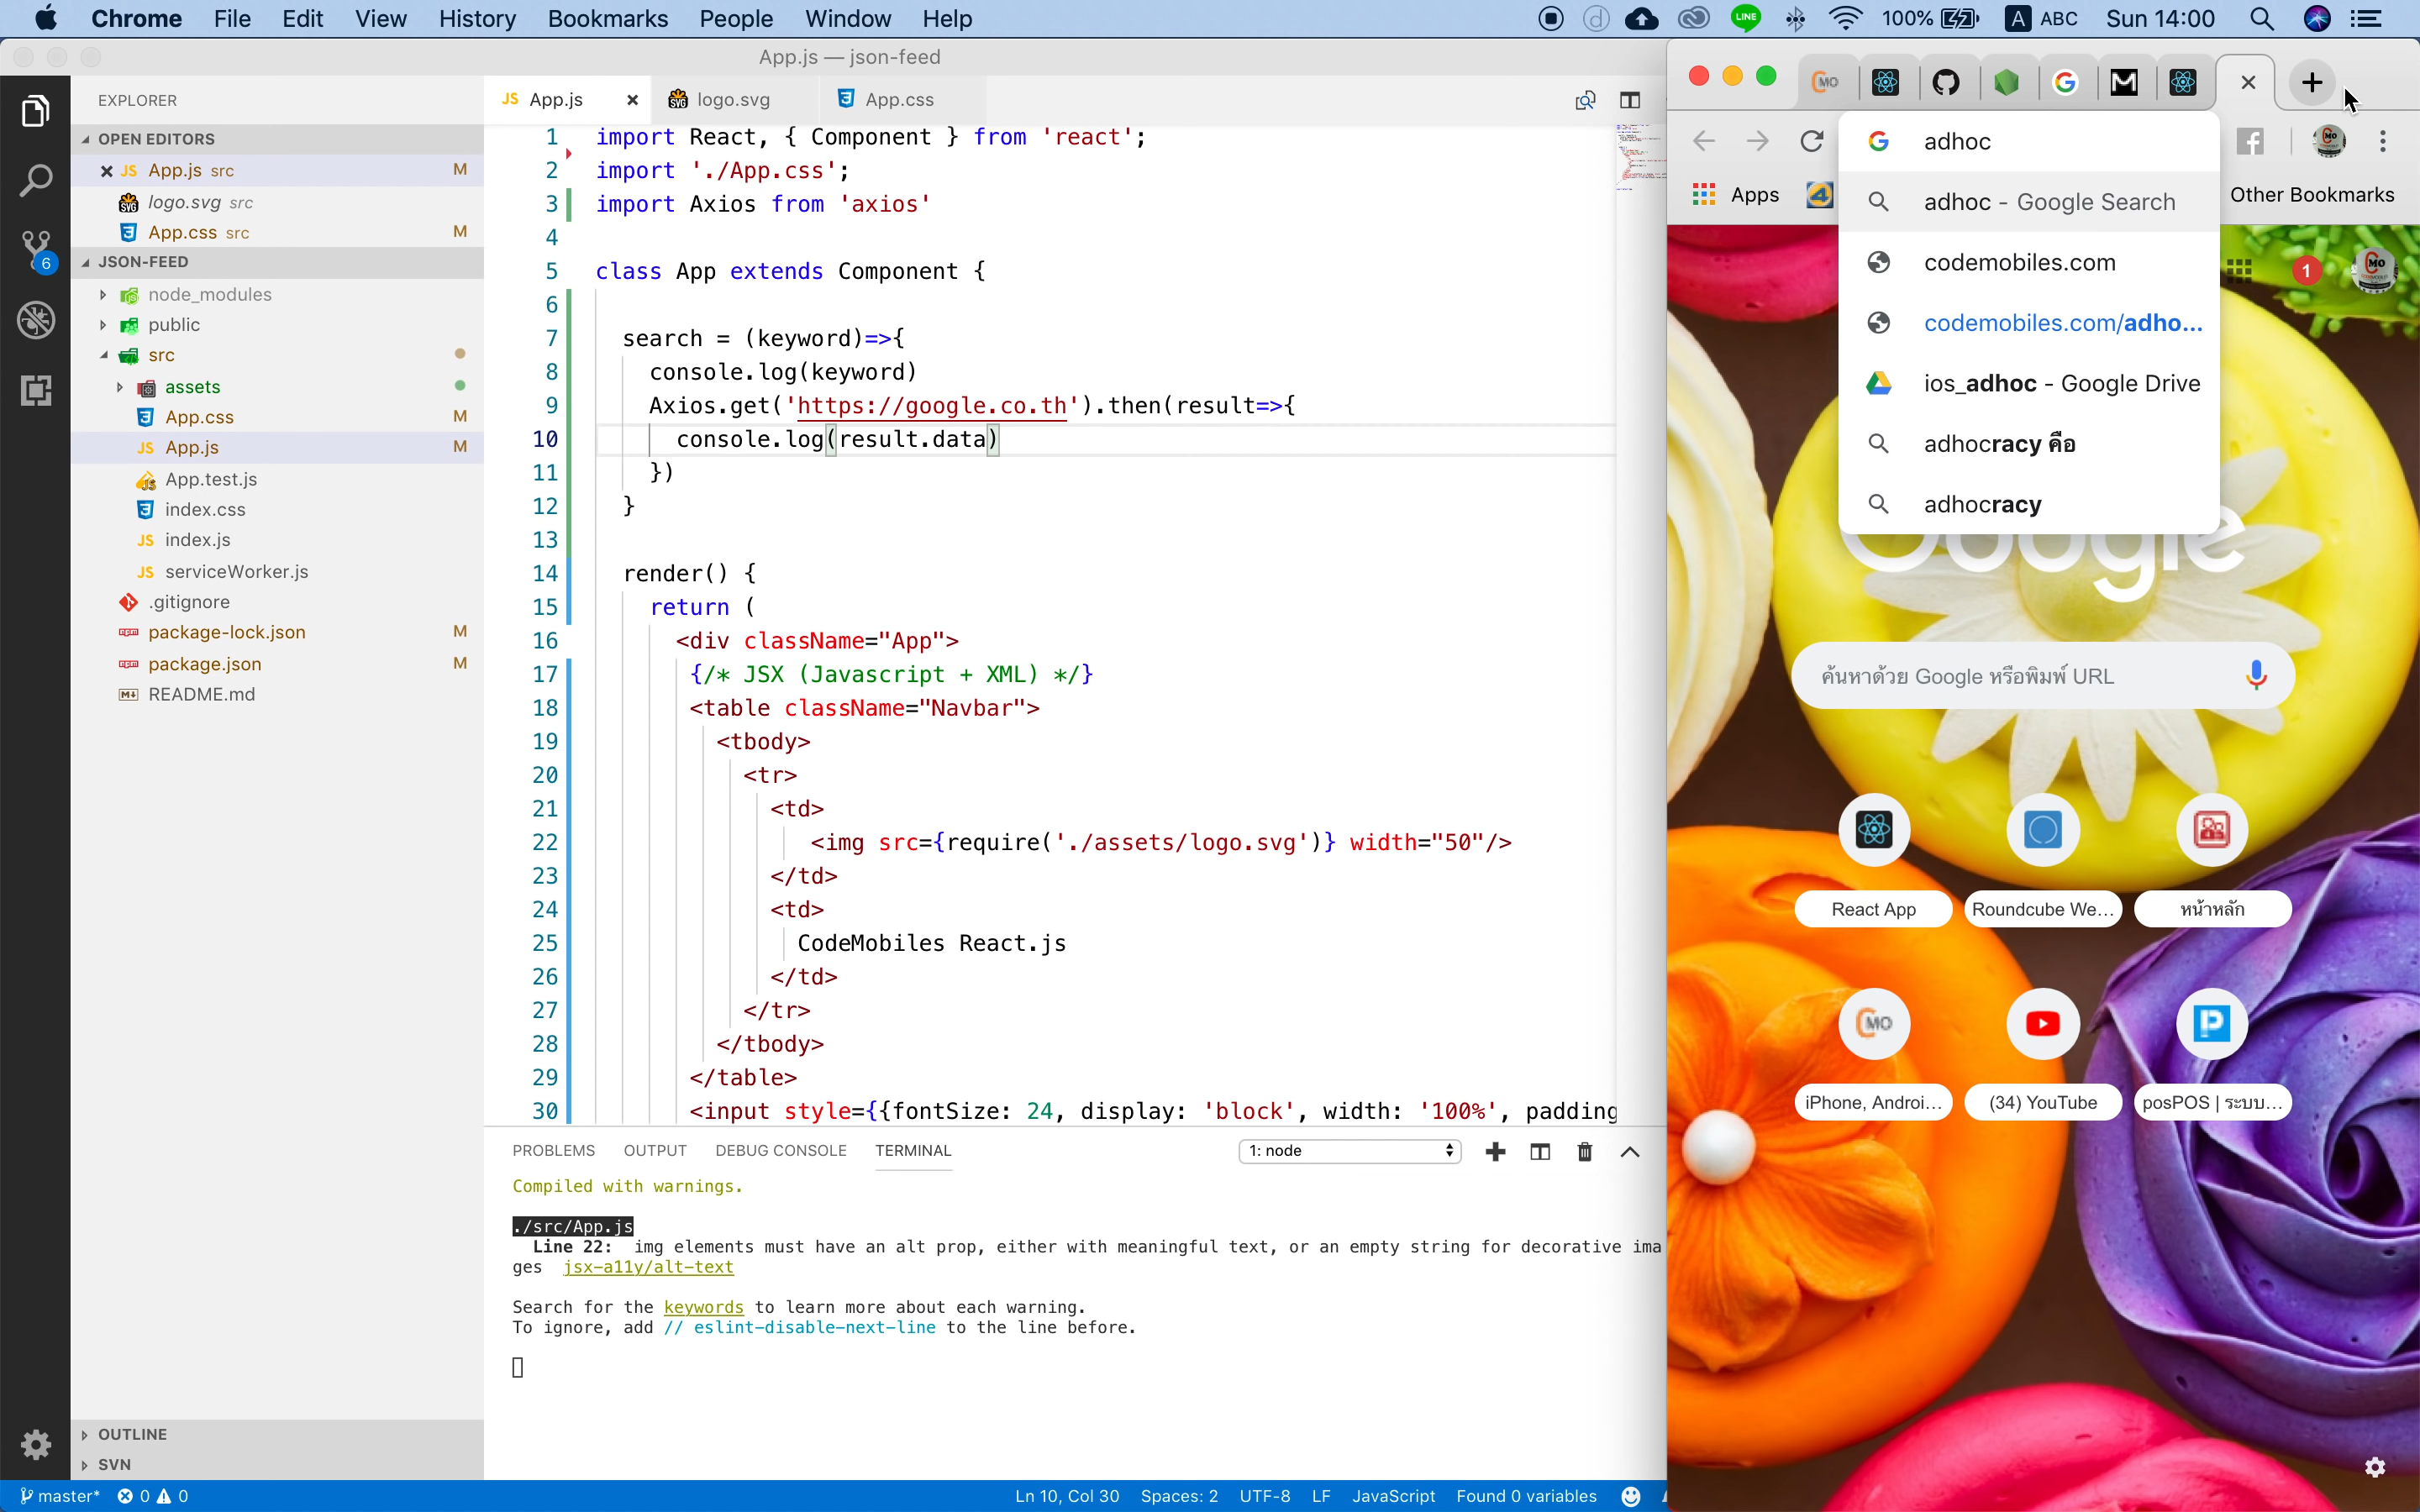 Chrome File Edit View History Bookmarks People Window Help
LINE 100% A ABC Sun 14:00
App.js — json-feed
EXPLORER
OPEN EDITORS
App.js src M
logo.svg src
App.css src M
JSON-FEED
node_modules
public
src
assets
App.css M
App.js M
App.test.js
index.css
index.js
serviceWorker.js
.gitignore
package-lock.json M
package.json M
README.md
OUTLINE
SVN
6
JS App.js
logo.svg
App.css
1 import React, { Component } from 'react';
2 import './App.css';
3 import Axios from 'axios'
4
5 class App extends Component {
6
7 search = (keyword)=>{
8 console.log(keyword)
9 Axios.get('https://google.co.th').then(result=>{
10 console.log(result.data)
11 })
12 }
13
14 render() {
15 return (
16 <div className="App">
17 {/* JSX (Javascript + XML) */}
18 <table className="Navbar">
19 <tbody>
20 <tr>
21 <td>
22 <img src={require('./assets/logo.svg')} width="50"/>
23 </td>
24 <td>
25 CodeMobiles React.js
26 </td>
27 </tr>
28 </tbody>
29 </table>
30 <input style={{fontSize: 24, display: 'block', width: '100%', padding
PROBLEMS OUTPUT DEBUG CONSOLE TERMINAL
1: node
Compiled with warnings.
./src/App.js
Line 22: img elements must have an alt prop, either with meaningful text, or an empty string for decorative ima
ges jsx-a11y/alt-text
Search for the keywords to learn more about each warning.
To ignore, add // eslint-disable-next-line to the line before.
master* 0 0
Ln 10, Col 30 Spaces: 2 UTF-8 LF JavaScript Found 0 variables
adhoc
adhoc - Google Search
codemobiles.com
codemobiles.com/adho...
ios_adhoc - Google Drive
adhocracy คือ
adhocracy
Apps
Other Bookmarks
1
Google
ค้นหาด้วย Google หรือพิมพ์ URL
React App
Roundcube We...
หน้าหลัก
iPhone, Androi...
(34) YouTube
posPOS | ระบบ...